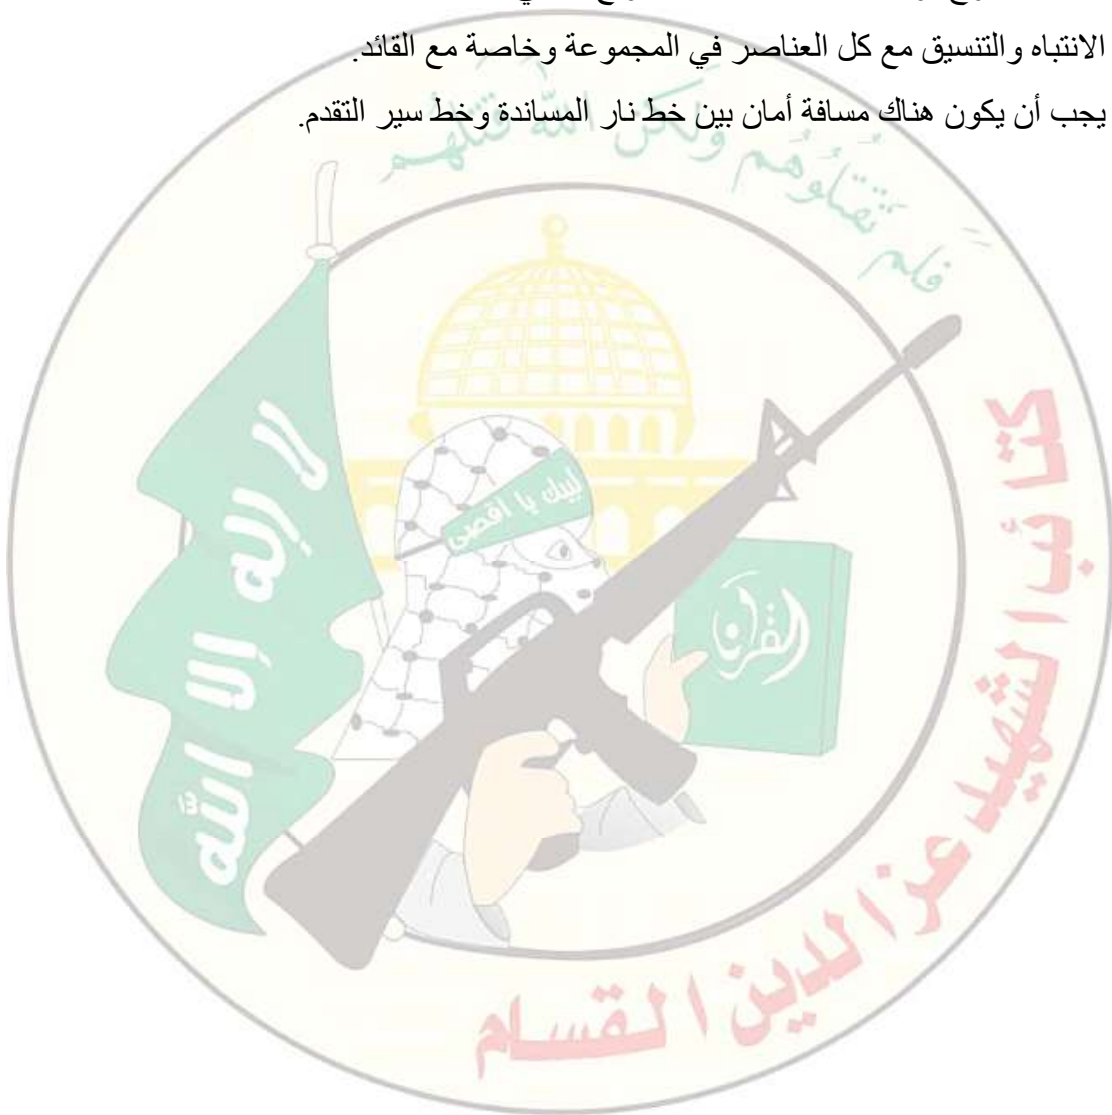 الانتباه والتنسيق مع كل العناصر في المجموعة وخاصة مع القائد.
يجب أن يكون هناك مسافة أمان بين خط نار المساندة وخط سير التقدم.
فلم تقتلوهم ولكن الله قتلهم
لا إله إلا الله
لبيك يا أقصى
القرآن
كتائب الشهيد عز الدين القسام